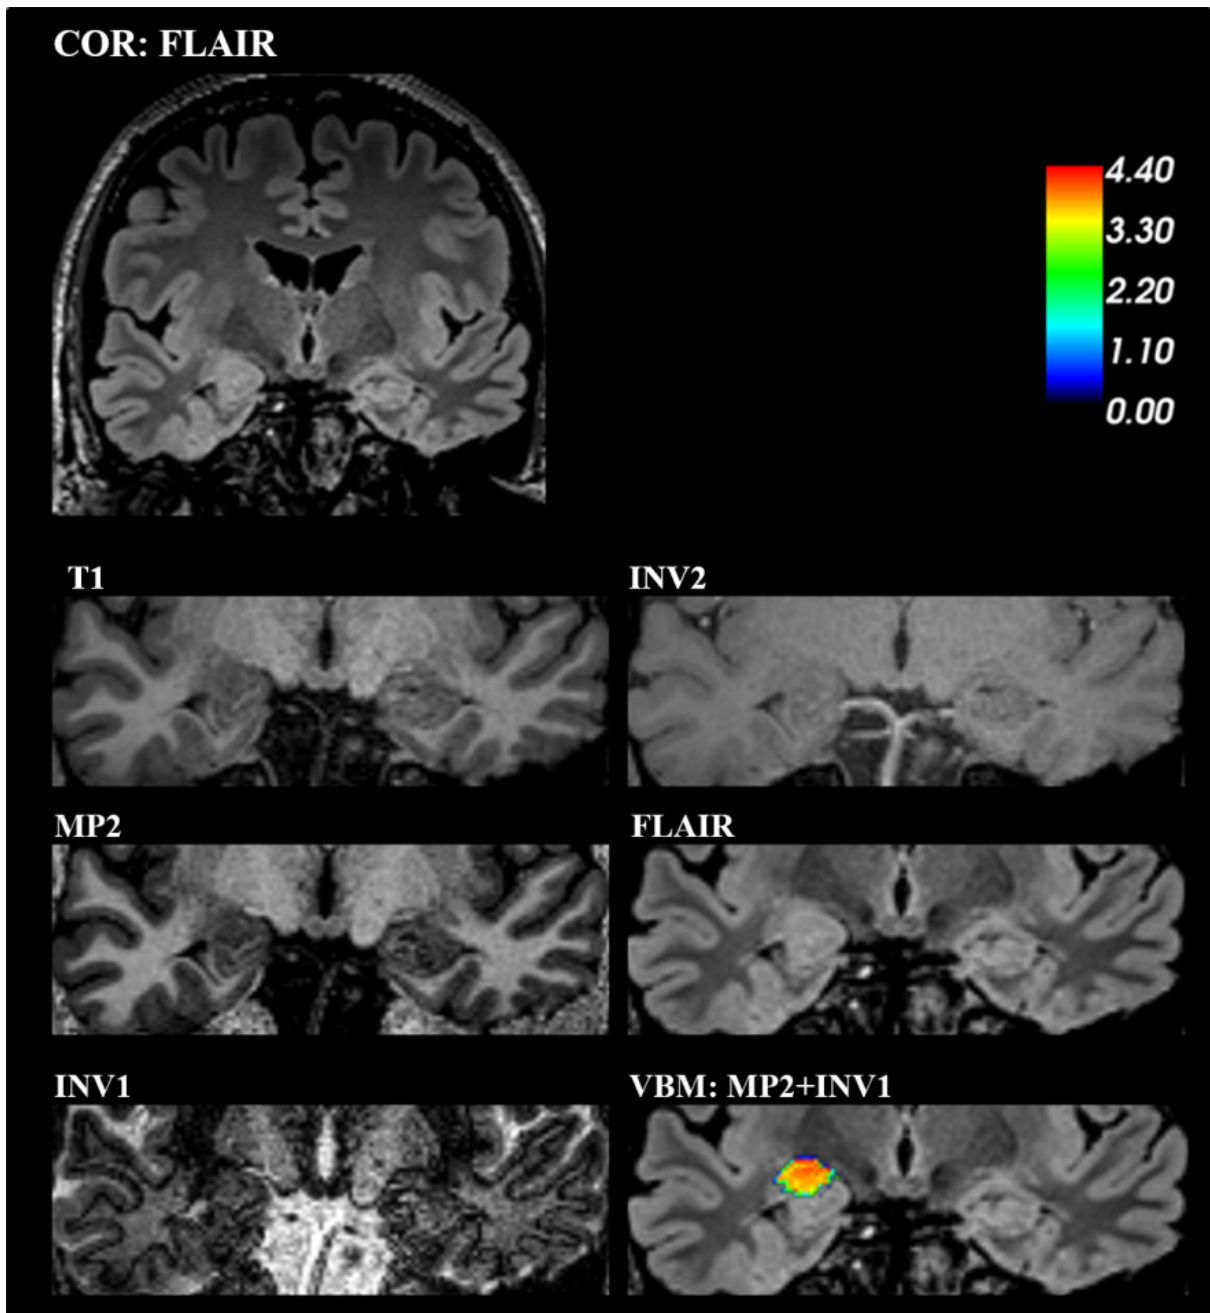 COR: FLAIR
4.40
3.30
2.20
1.10
0.00
T1
INV2
MP2
FLAIR
INV1
VBM: MP2+INV1